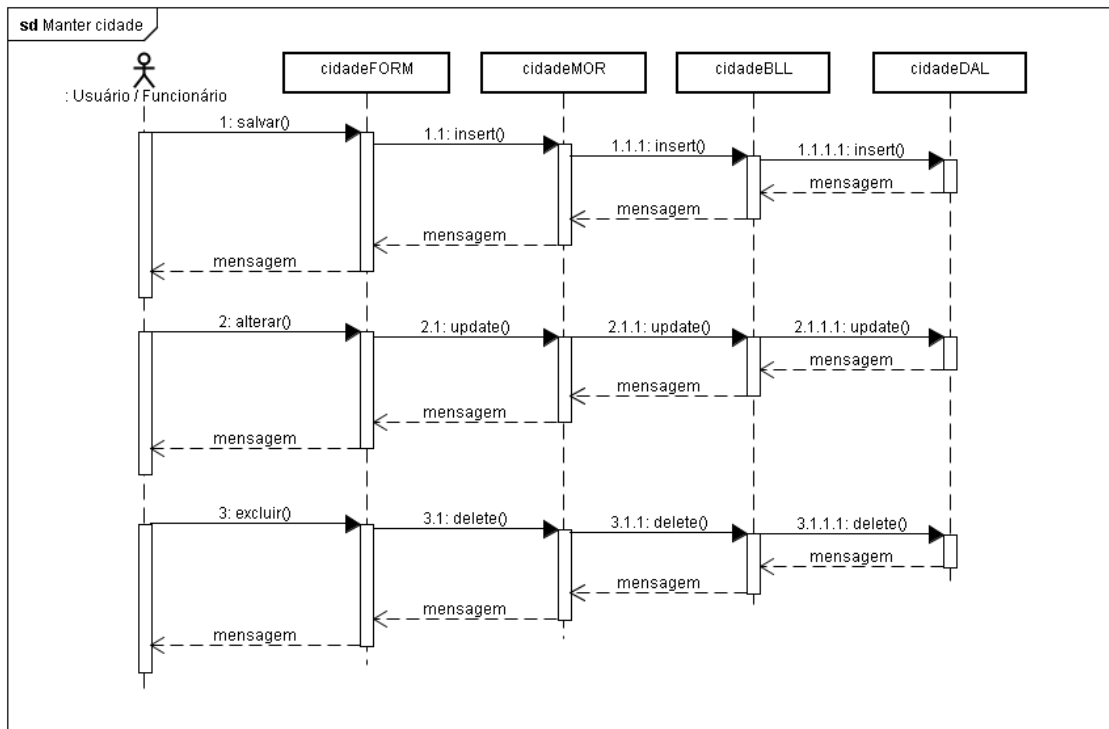 sd Manter cidade
cidadeFORM
cidadeMOR
cidadeBLL
cidadeDAL
: Usuário / Funcionário
1: salvar()
1.1: insert()
1.1.1: insert()
1.1.1.1: insert()
mensagem
mensagem
mensagem
mensagem
2: alterar()
2.1: update()
2.1.1: update()
2.1.1.1: update()
mensagem
mensagem
mensagem
mensagem
3: excluir()
3.1: delete()
3.1.1: delete()
3.1.1.1: delete()
mensagem
mensagem
mensagem
mensagem